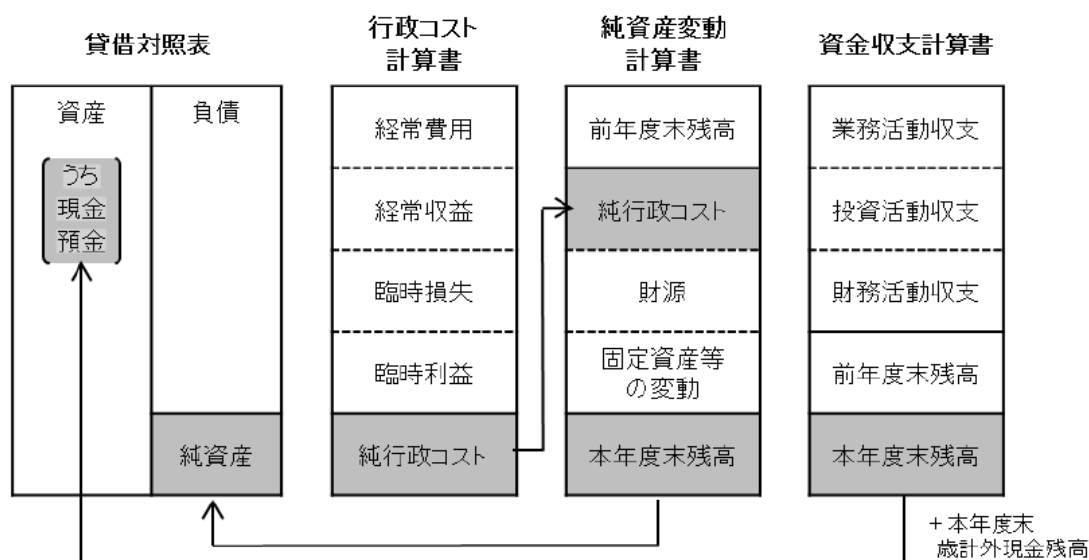 貸借対照表
資産
うち
現金
預金
負債
純資産
行政コスト
計算書
経常費用
経常収益
臨時損失
臨時利益
純行政コスト
純資産変動
計算書
前年度末残高
純行政コスト
財源
固定資産等
の変動
本年度末残高
資金収支計算書
業務活動収支
投資活動収支
財務活動収支
前年度末残高
本年度末残高
+本年度末
歳計外現金残高